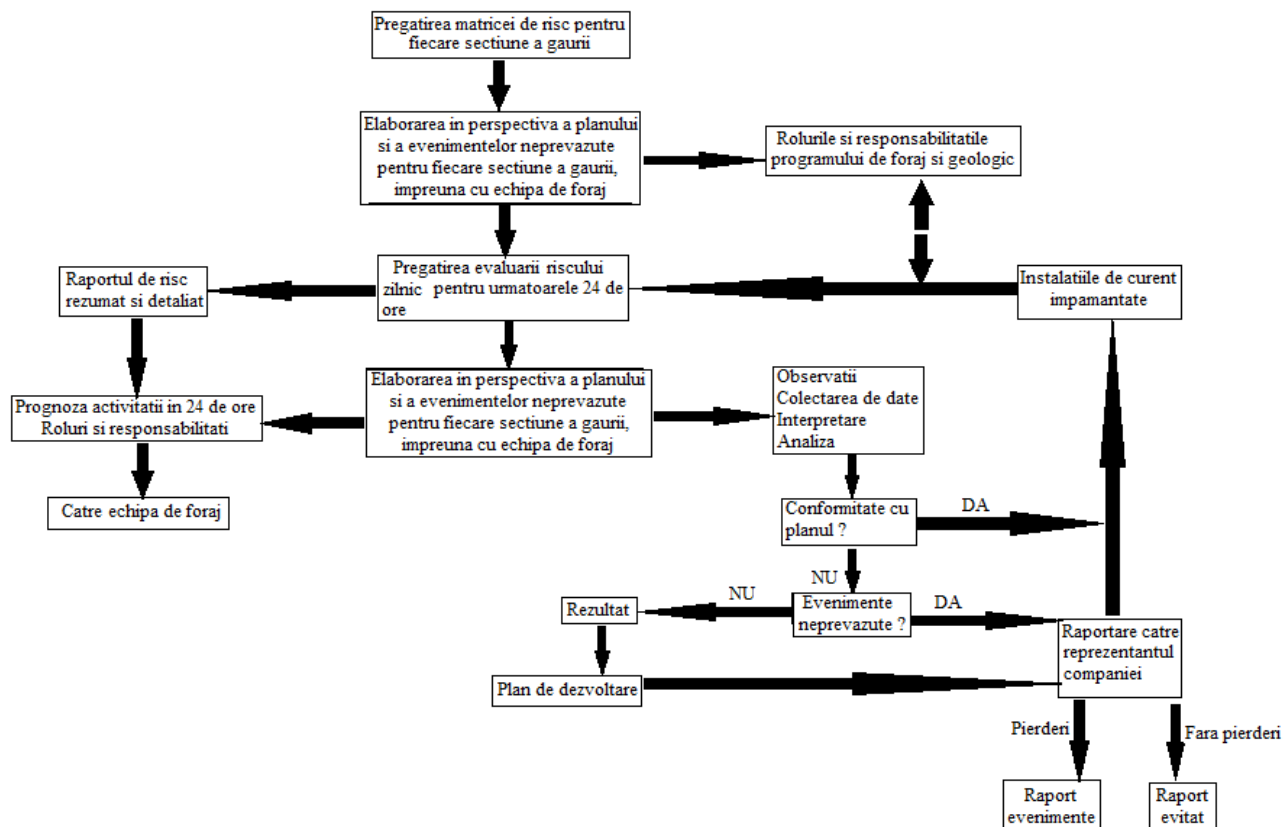 Pregatirea matricei de risc pentru
fiecare sectiune a gaurii
Elaborarea in perspectiva a planului
si a evenimentelor neprevazute
pentru fiecare sectiune a gaurii,
impreuna cu echipa de foraj
Rolurile si responsabilitatile
programului de foraj si geologic
Raportul de risc
rezumat si detaliat
Pregatirea evaluarii riscului
zilnic pentru urmatoarele 24 de
ore
Instalatiile de curent
impamantate
Prognoza activitatii in 24 de ore
Roluri si responsabilitati
Elaborarea in perspectiva a planului
si a evenimentelor neprevazute
pentru fiecare sectiune a gaurii,
impreuna cu echipa de foraj
Observatii
Colectarea de date
Interpretare
Analiza
Catre echipa de foraj
Conformitate cu
planul ?
DA
NU
Rezultat
NU
Evenimente
neprevazute ?
DA
Raportare catre
reprezentantul
companiei
Plan de dezvoltare
Pierderi
Fara pierderi
Raport
evenimente
Raport
evitat